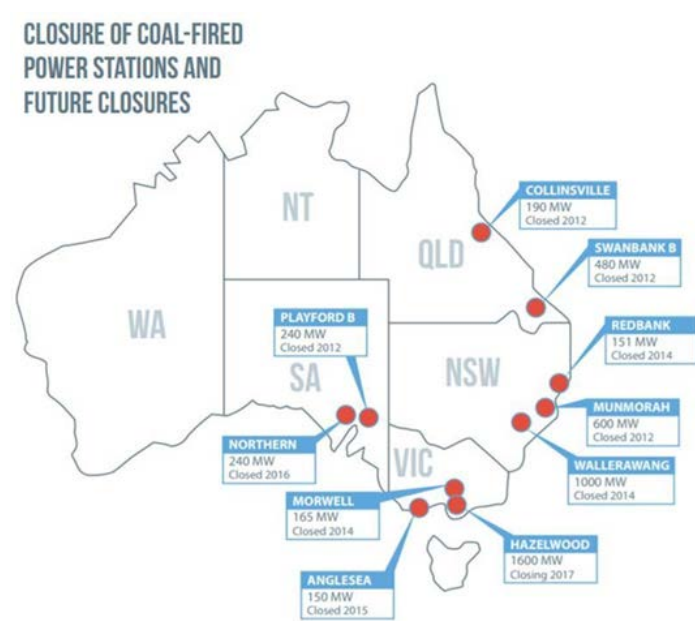 CLOSURE OF COAL-FIRED
POWER STATIONS AND
FUTURE CLOSURES
NT
QLD
WA
SA
NSW
VIC
COLLINSVILLE
190 MW
Closed 2012
SWANBANK B
480 MW
Closed 2012
PLAYFORD B
240 MW
Closed 2012
REDBANK
151 MW
Closed 2014
MUNMORAH
600 MW
Closed 2012
NORTHERN
240 MW
Closed 2016
WALLERAWANG
1000 MW
Closed 2014
MORWELL
165 MW
Closed 2014
HAZELWOOD
1600 MW
Closing 2017
ANGLESEA
150 MW
Closed 2015